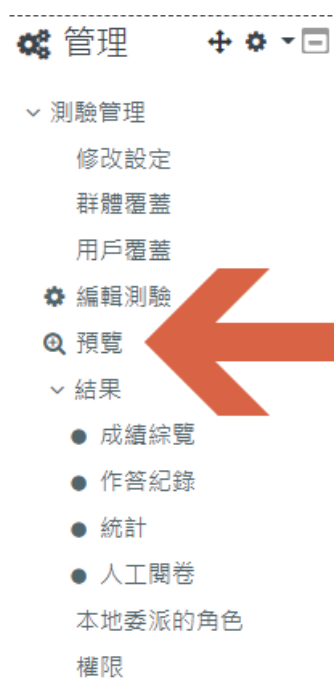 管理
測驗管理
修改設定
群體覆蓋
用戶覆蓋
編輯測驗
預覽
結果
成績綜覽
作答紀錄
統計
人工閱卷
本地委派的角色
權限